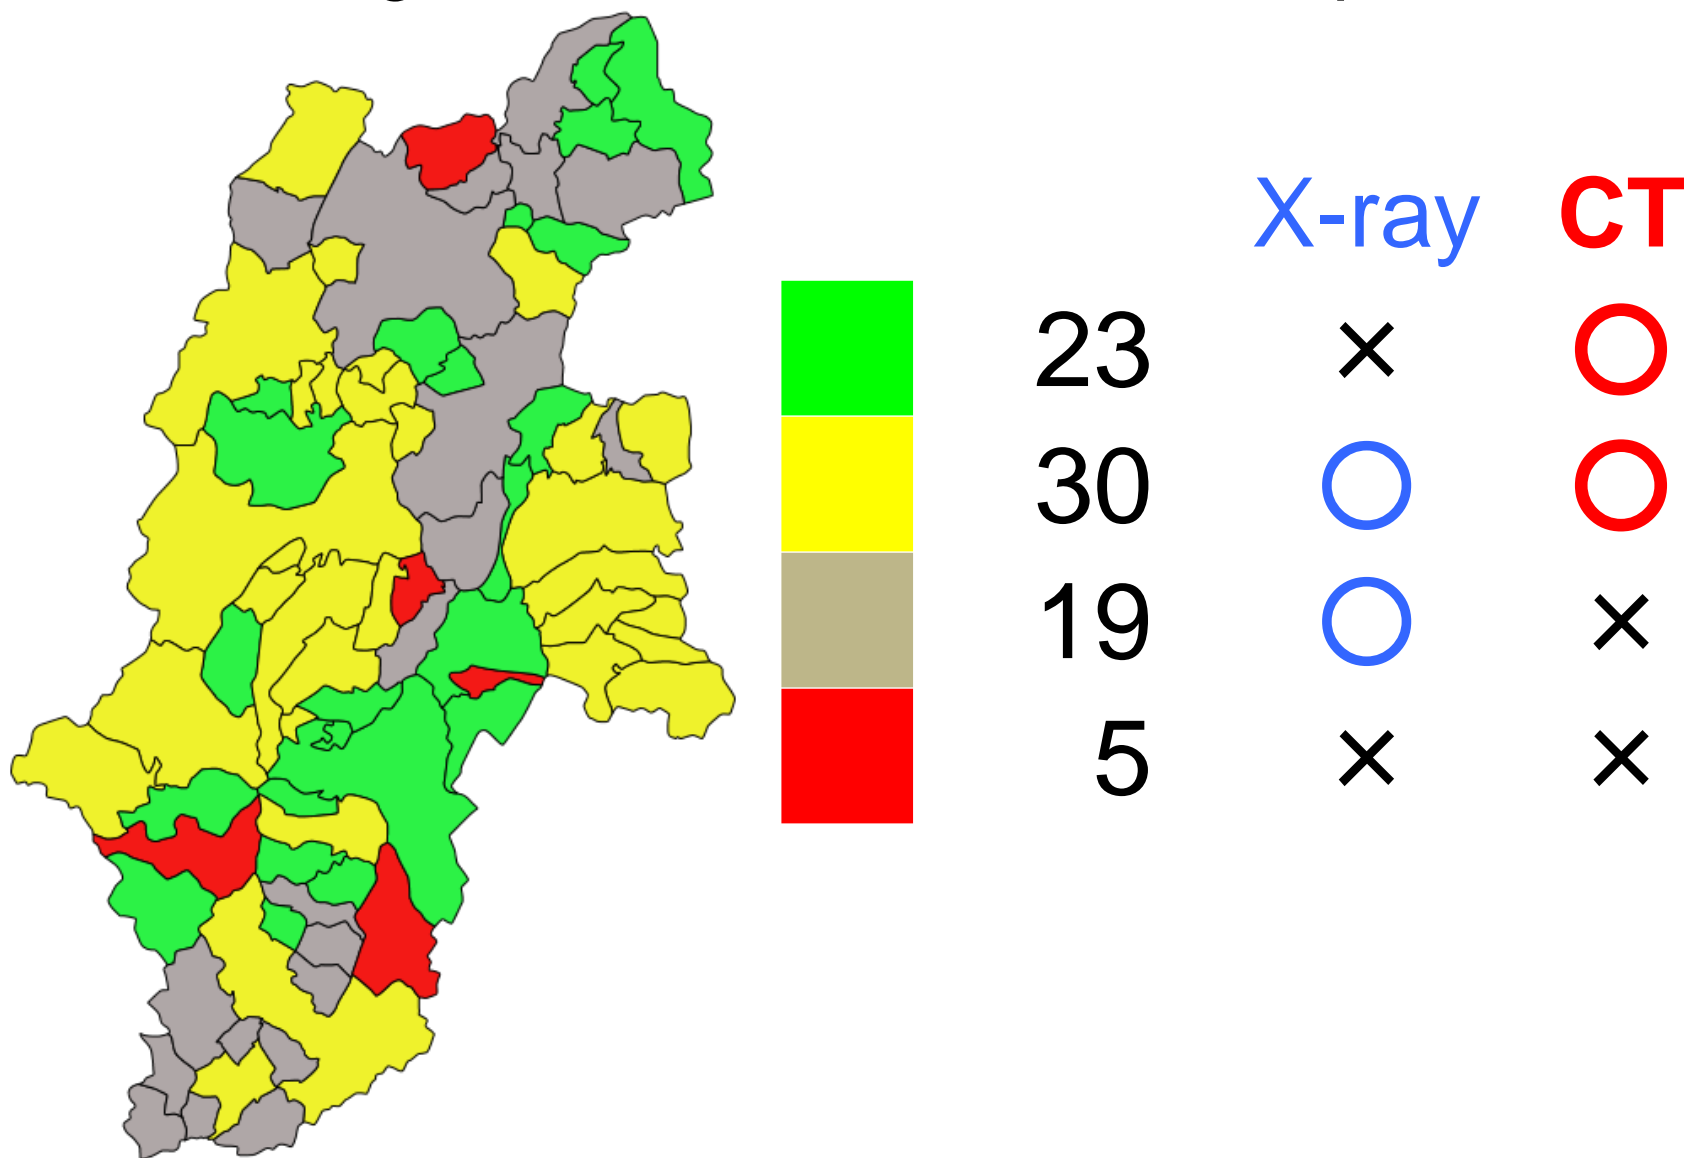 X-ray CT
23 × ○
30 ○ ○
19 ○ ×
5 × ×